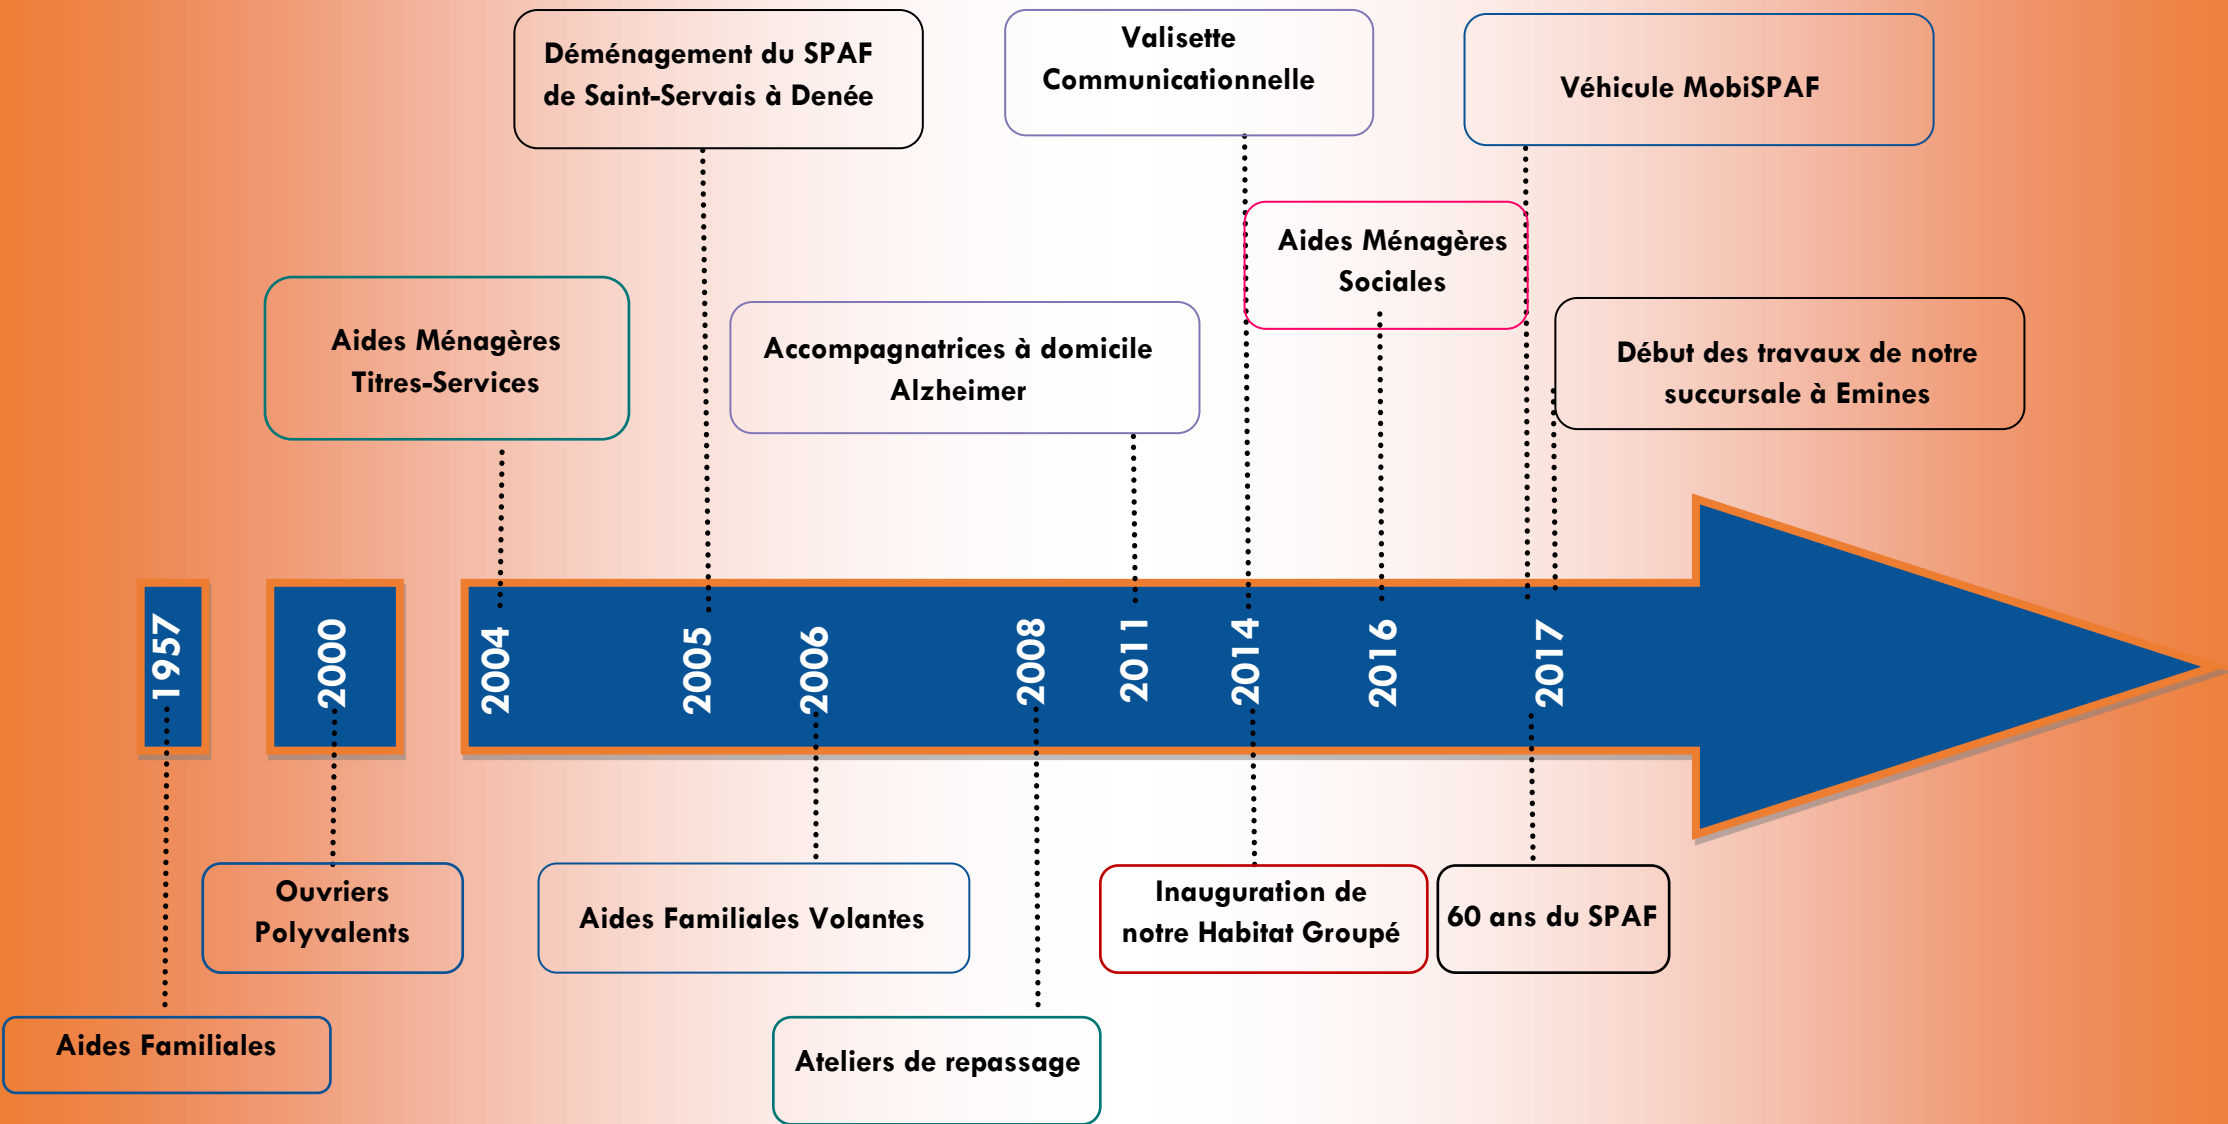 Déménagement du SPAF
de Saint-Servais à Denée
Valisette
Communicationnelle
Véhicule MobiSPAF
Aides Ménagères
Sociales
Aides Ménagères
Titres-Services
Accompagnatrices à domicile
Alzheimer
Début des travaux de notre
succursale à Emines
1957
2000
2004
2005
2006
2008
2011
2014
2016
2017
Ouvriers
Polyvalents
Aides Familiales Volantes
Inauguration de
notre Habitat Groupé
60 ans du SPAF
Aides Familiales
Ateliers de repassage